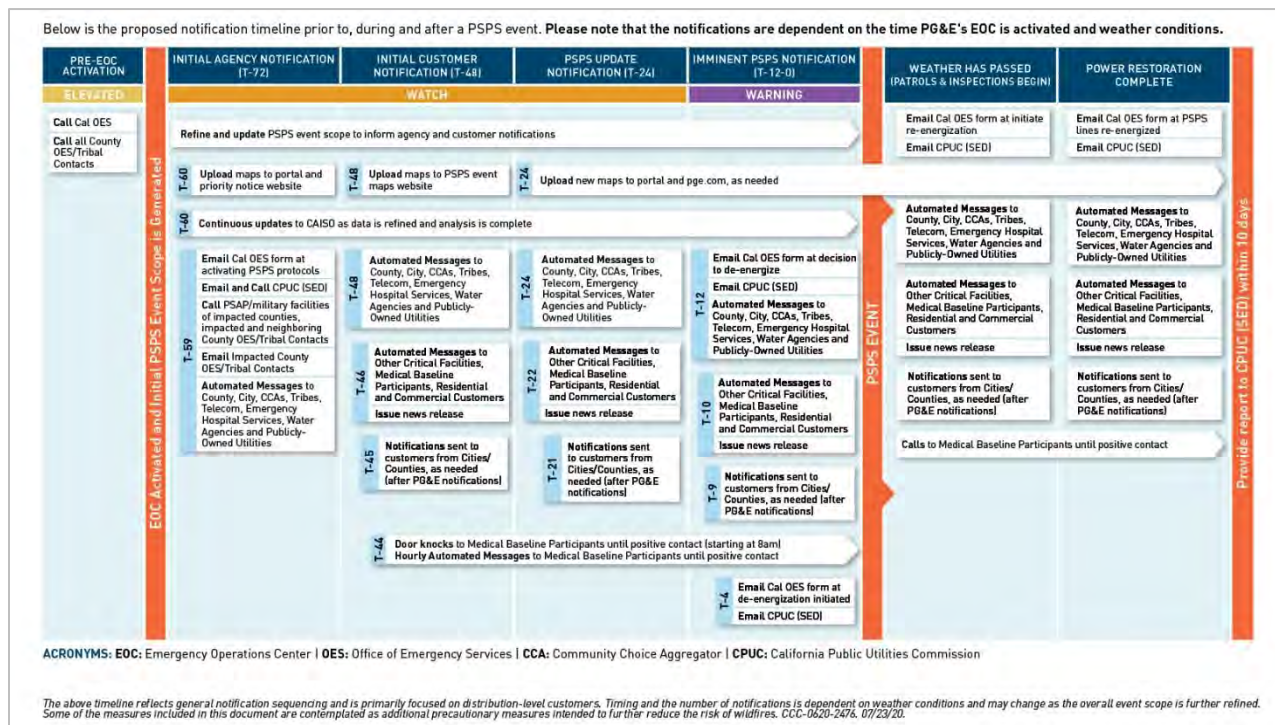 Below is the proposed notification timeline prior to, during and after a PSPS event. Please note that the notifications are dependent on the time PG&E's EOC is activated and weather conditions.
PRE-EOC
ACTIVATION
ELEVATED
Call Cal OES
Call all County
OES/Tribal
Contacts
EOC Activated and Initial PSPS Event Scope is Generated
INITIAL AGENCY NOTIFICATION
(T-72)
INITIAL CUSTOMER
NOTIFICATION (T-48)
PSPS UPDATE
NOTIFICATION (T-24)
WATCH
IMMINENT PSPS NOTIFICATION
(T-12-0)
WARNING
WEATHER HAS PASSED
(PATROLS & INSPECTIONS BEGIN)
POWER RESTORATION
COMPLETE
Refine and update PSPS event scope to inform agency and customer notifications
T-60
Upload maps to portal and
priority notice website
T-48
Upload maps to PSPS event
maps website
T-24
Upload new maps to portal and pge.com, as needed
T-60
Continuous updates to CAISO as data is refined and analysis is complete
T-59
Email Cal OES form at
activating PSPS protocols
Email and Call CPUC (SED)
Call PSAP/military facilities
of impacted counties,
impacted and neighboring
County OES/Tribal Contacts
Email Impacted County
OES/Tribal Contacts
Automated Messages to
County, City, CCAs, Tribes,
Telecom, Emergency
Hospital Services, Water
Agencies and Publicly-
Owned Utilities
T-48
Automated Messages to
County, City, CCAs, Tribes,
Telecom, Emergency
Hospital Services, Water
Agencies and Publicly-
Owned Utilities
T-46
Automated Messages to
Other Critical Facilities,
Medical Baseline
Participants, Residential
and Commercial Customers
Issue news release
T-45
Notifications sent to
customers from Cities/
Counties, as needed
(after PG&E notifications)
T-24
Automated Messages to
County, City, CCAs, Tribes,
Telecom, Emergency
Hospital Services, Water
Agencies and Publicly-
Owned Utilities
T-22
Automated Messages to
Other Critical Facilities,
Medical Baseline
Participants, Residential
and Commercial Customers
Issue news release
T-21
Notifications sent
to customers from
Cities/Counties, as
needed (after PG&E
notifications)
T-12
Email Cal OES form at decision
to de-energize
Email CPUC (SED)
Automated Messages to
County, City, CCAs, Tribes,
Telecom, Emergency Hospital
Services, Water Agencies and
Publicly-Owned Utilities
T-10
Automated Messages to
Other Critical Facilities,
Medical Baseline Participants,
Residential and Commercial
Customers
Issue news release
T-9
Notifications sent to
customers from Cities/
Counties, as needed (after
PG&E notifications)
T-44
Door knocks to Medical Baseline Participants until positive contact (starting at 8am)
Hourly Automated Messages to Medical Baseline Participants until positive contact
T-4
Email Cal OES form at
de-energization initiated
Email CPUC (SED)
PSPS EVENT
Email Cal OES form at initiate
re-energization
Email CPUC (SED)
Automated Messages to
County, City, CCAs, Tribes,
Telecom, Emergency Hospital
Services, Water Agencies and
Publicly-Owned Utilities
Automated Messages to
Other Critical Facilities,
Medical Baseline Participants,
Residential and Commercial
Customers
Issue news release
Notifications sent to
customers from Cities/
Counties, as needed (after
PG&E notifications)
Email Cal OES form at PSPS
lines re-energized
Email CPUC (SED)
Automated Messages to
County, City, CCAs, Tribes,
Telecom, Emergency Hospital
Services, Water Agencies and
Publicly-Owned Utilities
Automated Messages to
Other Critical Facilities,
Medical Baseline Participants,
Residential and Commercial
Customers
Issue news release
Notifications sent to
customers from Cities/
Counties, as needed (after
PG&E notifications)
Calls to Medical Baseline Participants until positive contact
Provide report to CPUC (SED) within 10 days
ACRONYMS: EOC: Emergency Operations Center | OES: Office of Emergency Services | CCA: Community Choice Aggregator | CPUC: California Public Utilities Commission
The above timeline reflects general notification sequencing and is primarily focused on distribution-level customers. Timing and the number of notifications is dependent on weather conditions and may change as the overall event scope is further refined.
Some of the measures included in this document are contemplated as additional precautionary measures intended to further reduce the risk of wildfires. CCC-0620-2476. 07/23/20.